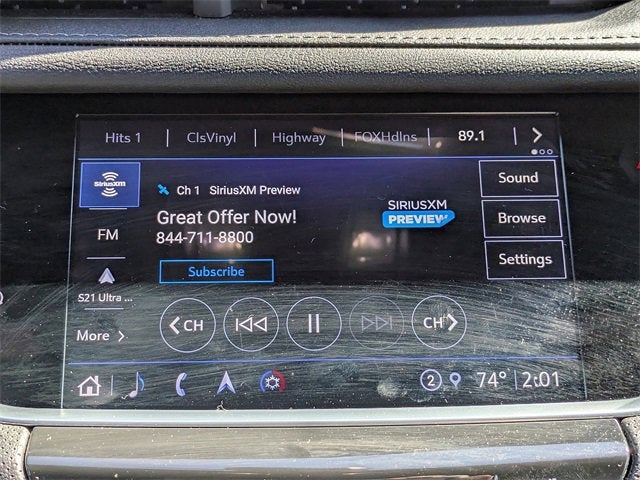 Hits 1 ClsVinyl Highway FOXHdlns 89.1
SiriusXM
Ch 1 SiriusXM Preview
SIRIUSXM
PREVIEW
Great Offer Now!
844-711-8800
Subscribe
Sound
Browse
Settings
FM
S21 Ultra ...
More
CH CH
2 74° 2:01